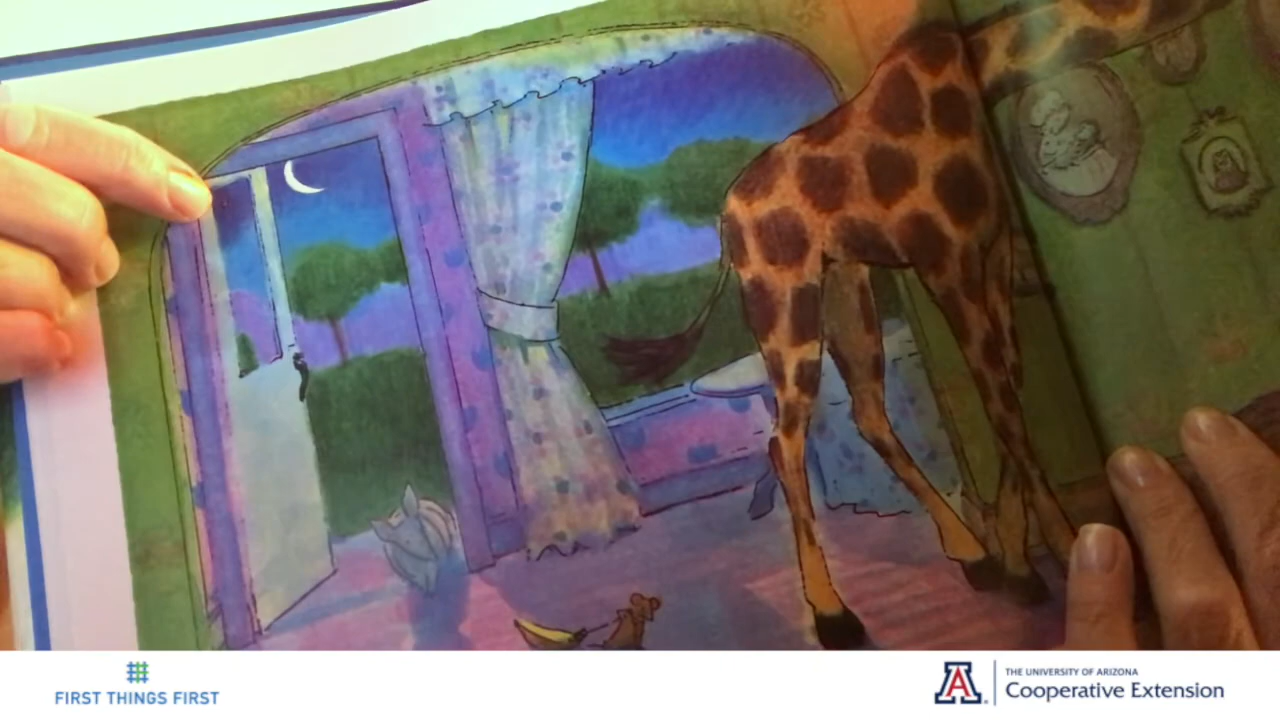 FIRST THINGS FIRST
A
THE UNIVERSITY OF ARIZONA
Cooperative Extension